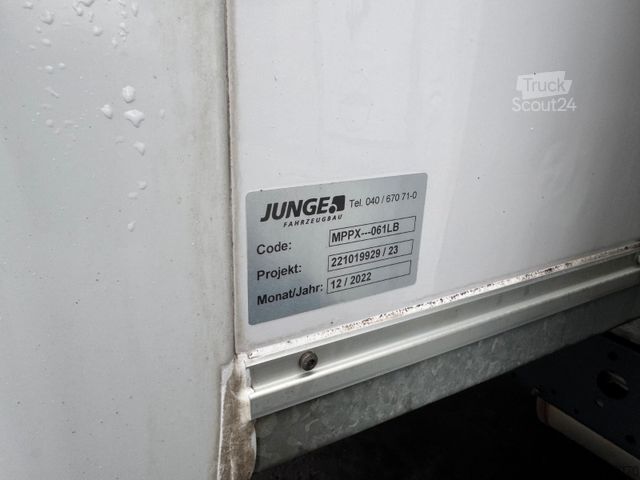 Truck
Scout24
JUNGE Tel. 040 / 670 71-0
FAHRZEUGBAU
Code: MPPX---061LB
Projekt: 221019929 / 23
Monat/Jahr: 12 / 2022